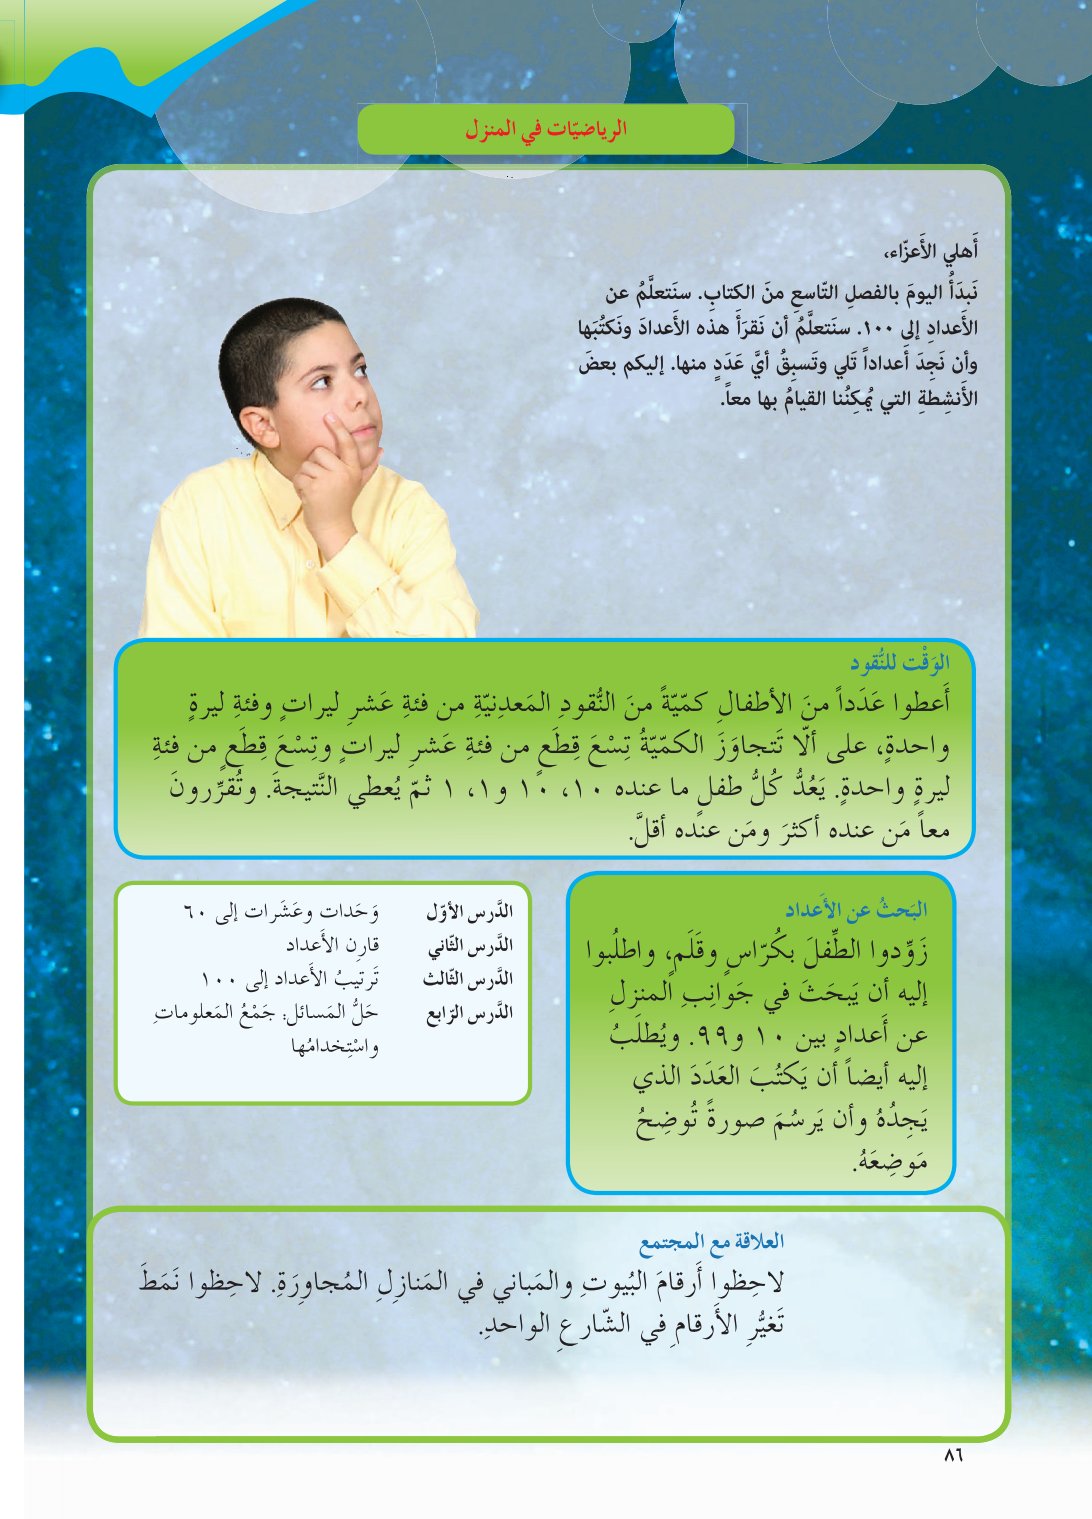 الرياضيّات في المنزل
أَهلي الأَعزّاء،
نَبدَأُ اليومَ بالفصلِ التّاسعِ منَ الكتابِ. سنَتعلَّمُ عن
الأَعدادِ إلى ١٠٠. سنَتعلَّمُ أن نَقرَأَ هذه الأَعدادَ ونَكتُبَها
وأن نَجِدَ أَعداداً تَلي وتَسبِقُ أيَّ عَدَدٍ منها. إليكم بعضَ
الأَنشِطةِ التي يُمكِنُنا القيامُ بها معاً.
الوَقْت للنُّقود
أَعطوا عَدَداً منَ الأطفالِ كمّيّةً منَ النُّقودِ المَعدِنيّةِ من فئةِ عَشرِ ليراتٍ وفئةِ ليرةٍ
واحدةٍ، على ألّا تَتجاوَزَ الكمّيّةُ تِسْعَ قِطَعٍ من فئةِ عَشرِ ليراتٍ وتِسْعَ قِطَعٍ من فئةِ
ليرةٍ واحدةٍ. يَعُدُّ كُلُّ طفلٍ ما عنده ١٠، ١٠ و١، ١ ثمّ يُعطي النَّتيجةَ. وتُقرِّرونَ
معاً مَن عنده أكثرَ ومَن عنده أقلَّ.
البَحثُ عن الأَعداد
زَوِّدوا الطِّفلَ بكُرّاسٍ وقَلَمٍ، واطلُبوا
إليه أن يَبحَثَ في جَوانِبِ المنزلِ
عن أَعدادٍ بين ١٠ و٩٩. ويُطلَبُ
إليه أيضاً أن يَكتُبَ العَدَدَ الذي
يَجِدُهُ وأن يَرسُمَ صورةً تُوضِحُ
مَوضِعَهُ.
الدَّرس الأوّل وَحَدات وعَشَرات إلى ٦٠
الدَّرس الثّاني قارِن الأَعداد
الدَّرس الثّالث تَرتيبُ الأَعداد إلى ١٠٠
الدَّرس الرّابع حَلُّ المَسائل: جَمْعُ المَعلوماتِ
واسْتِخدامُها
العلاقة مع المجتمع
لاحِظوا أَرقامَ البُيوتِ والمَباني في المَنازِلِ المُجاوِرَةِ. لاحِظوا نَمَطَ
تَغيُّرِ الأَرقامِ في الشّارعِ الواحدِ.
٨٦